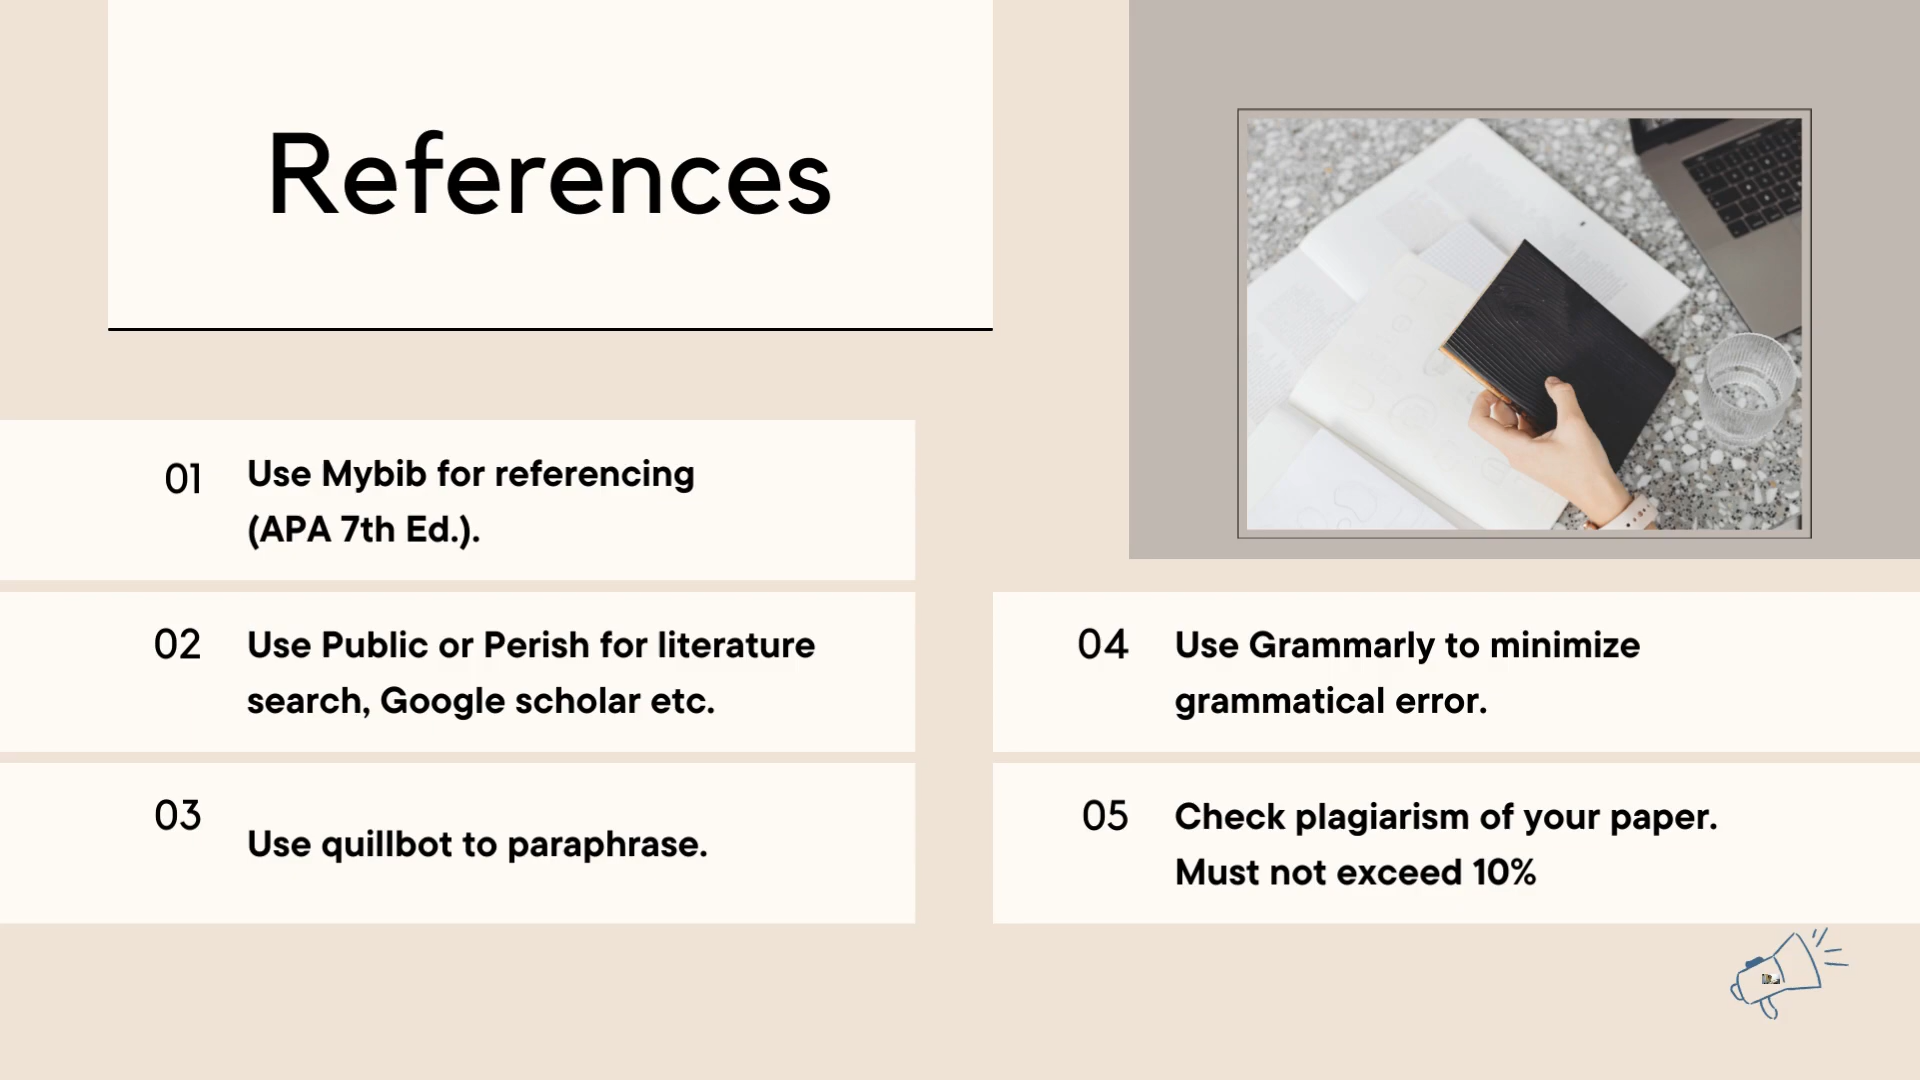 References
01
Use Mybib for referencing
(APA 7th Ed.).
02
Use Public or Perish for literature
search, Google scholar etc.
03
Use quillbot to paraphrase.
04
Use Grammarly to minimize
grammatical error.
05
Check plagiarism of your paper.
Must not exceed 10%